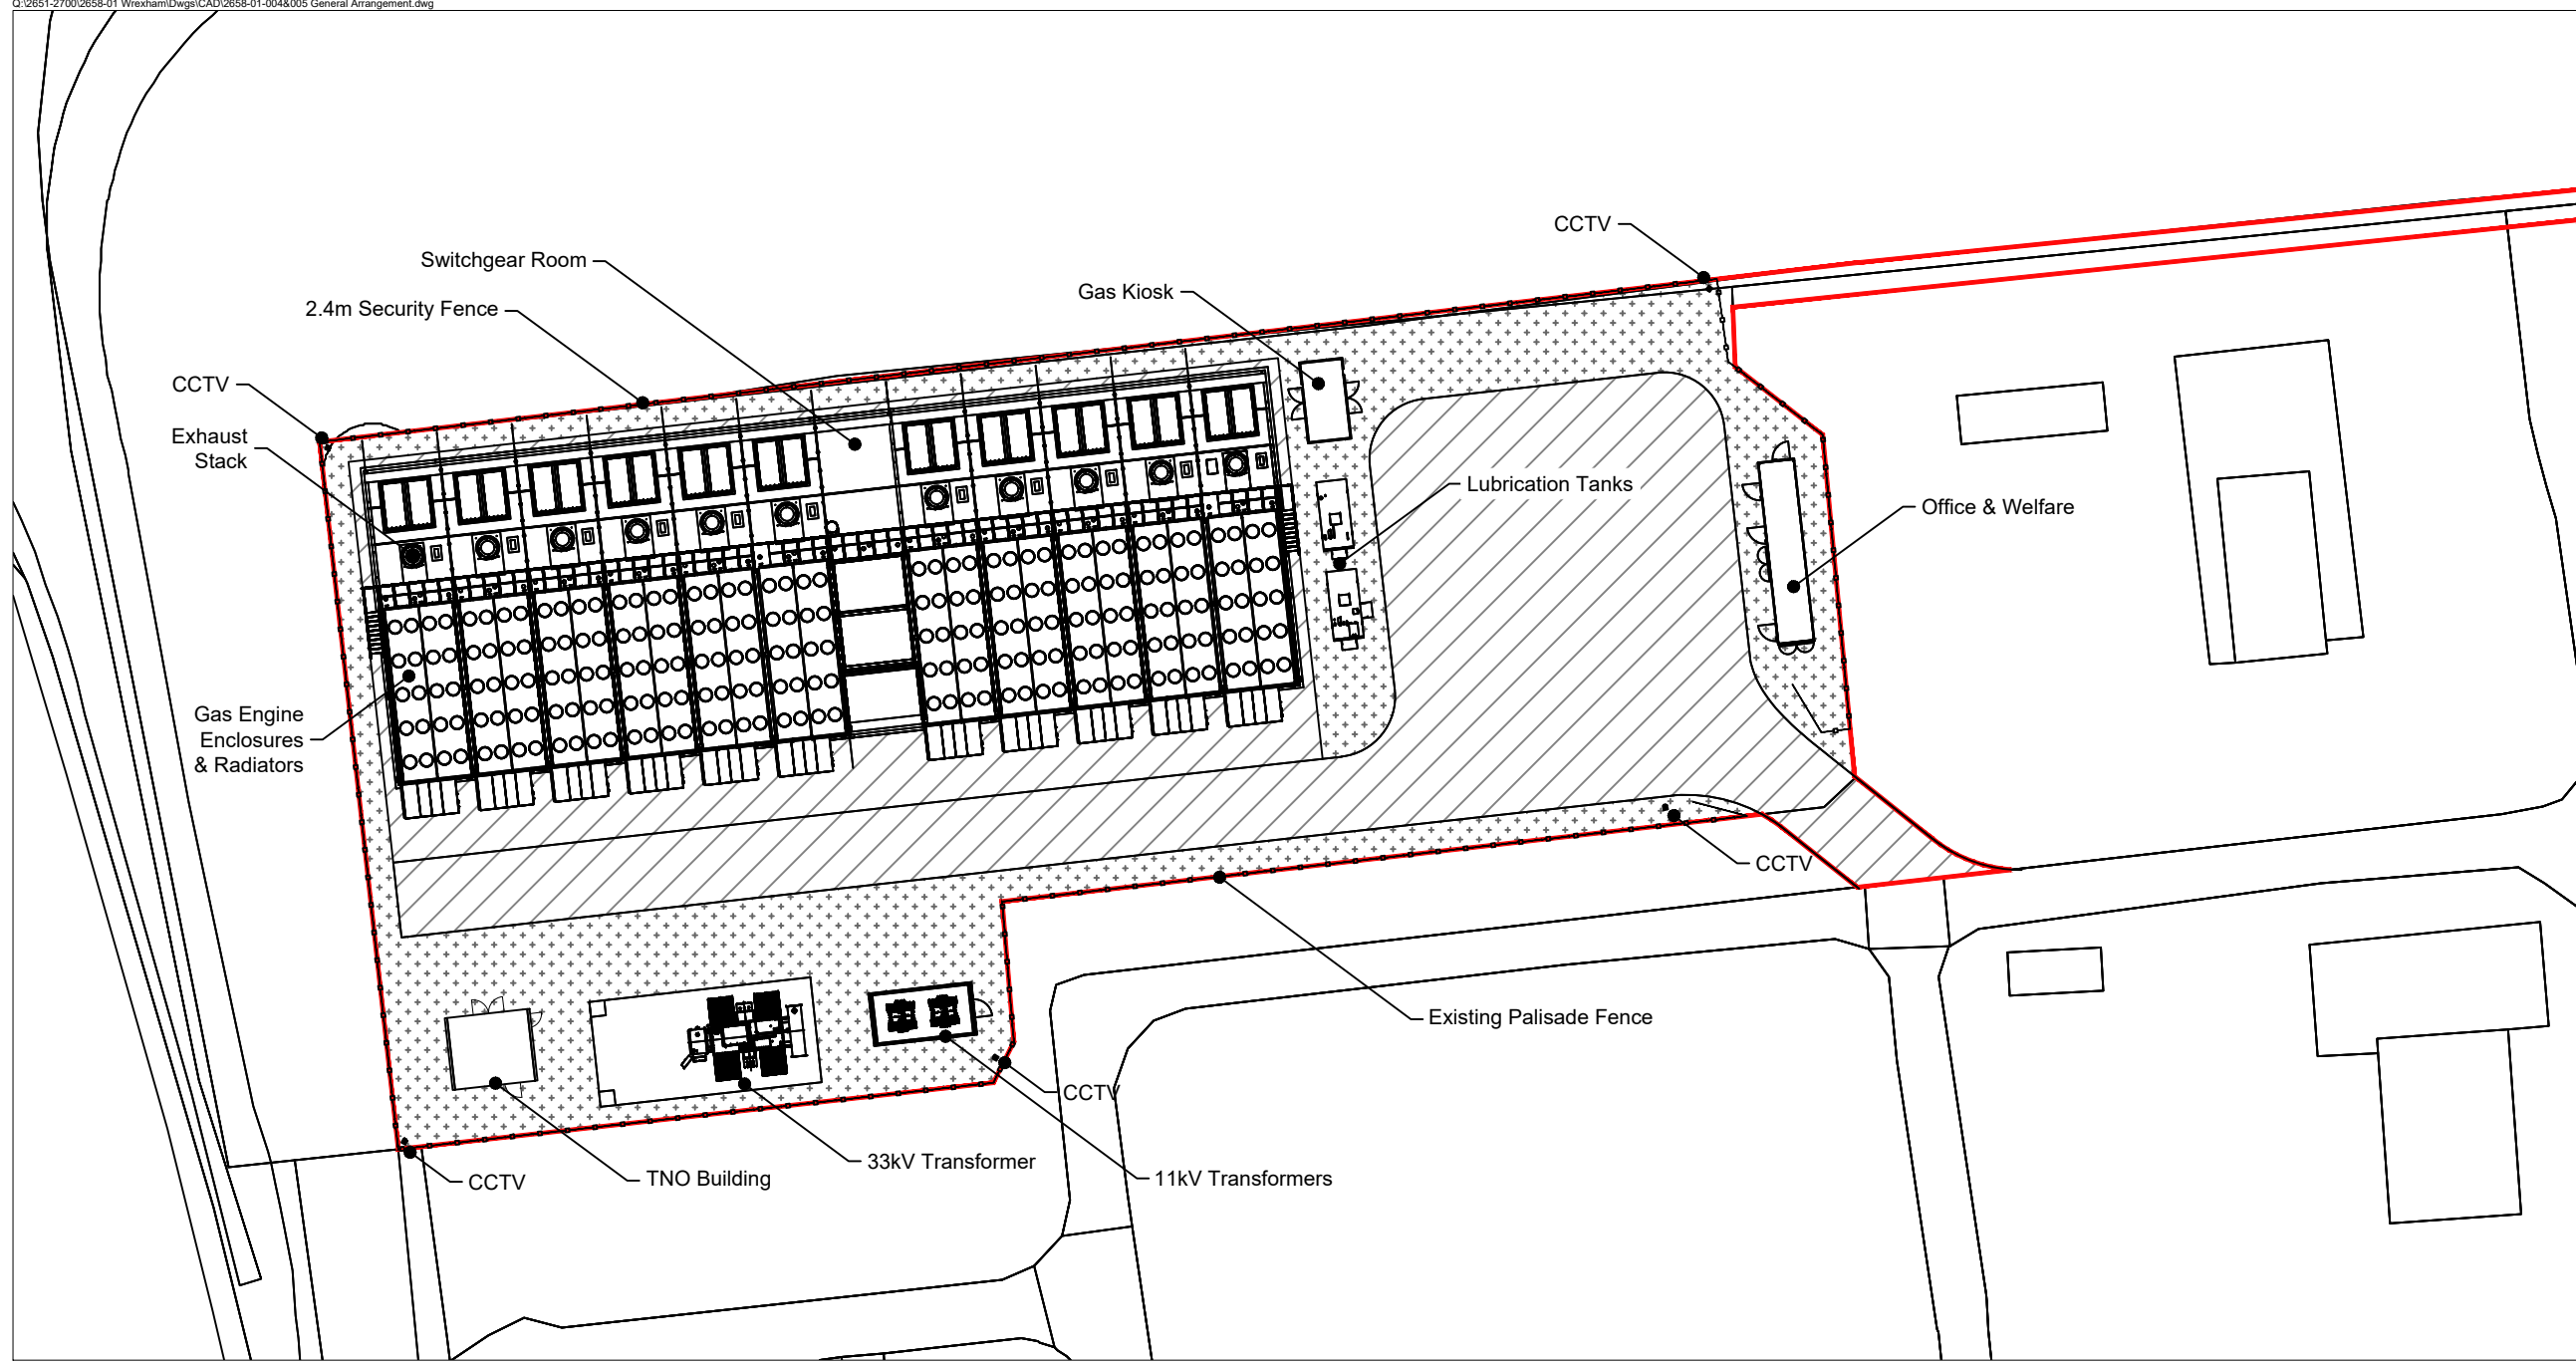 Q:\2651-2700\2658-01 Wrexham\Dwgs\CAD\2658-01-004&005 General Arrangement.dwg
CCTV
Switchgear Room
Gas Kiosk
2.4m Security Fence
CCTV
Exhaust
Stack
Lubrication Tanks
Office & Welfare
Gas Engine
Enclosures
& Radiators
CCTV
Existing Palisade Fence
CCTV
33kV Transformer
TNO Building
11kV Transformers
CCTV